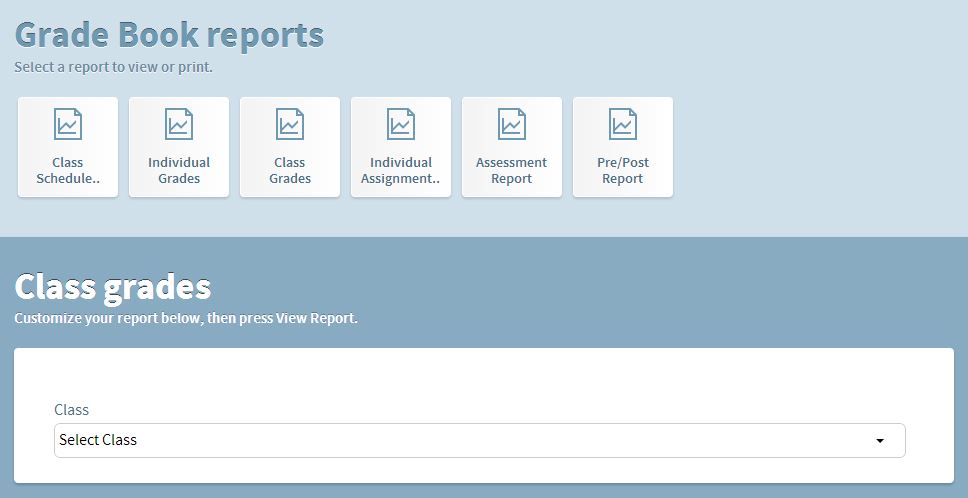 Grade Book reports
Select a report to view or print.
Class
Schedule..
Individual
Grades
Class
Grades
Individual
Assignment..
Assessment
Report
Pre/Post
Report
Class grades
Customize your report below, then press View Report.
Class
Select Class